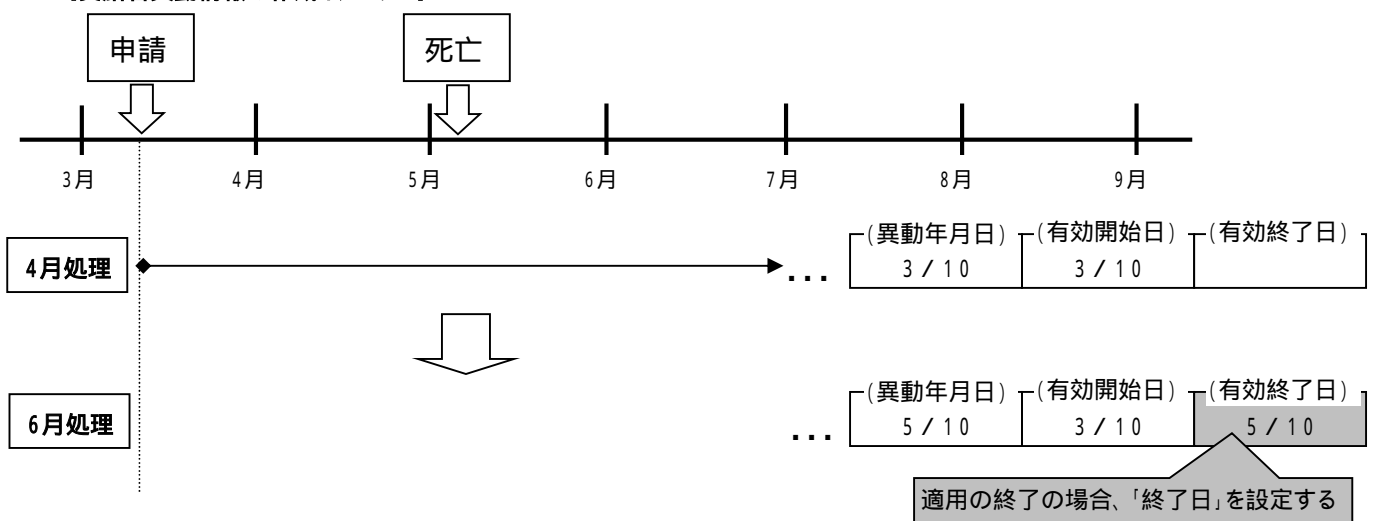 申請
死亡
3月
4月
5月
6月
7月
8月
9月
(異動年月日)
(有効開始日)
(有効終了日)
4月処理
...
3/10
3/10
(異動年月日)
(有効開始日)
(有効終了日)
6月処理
...
5/10
3/10
5/10
適用の終了の場合、「終了日」を設定する